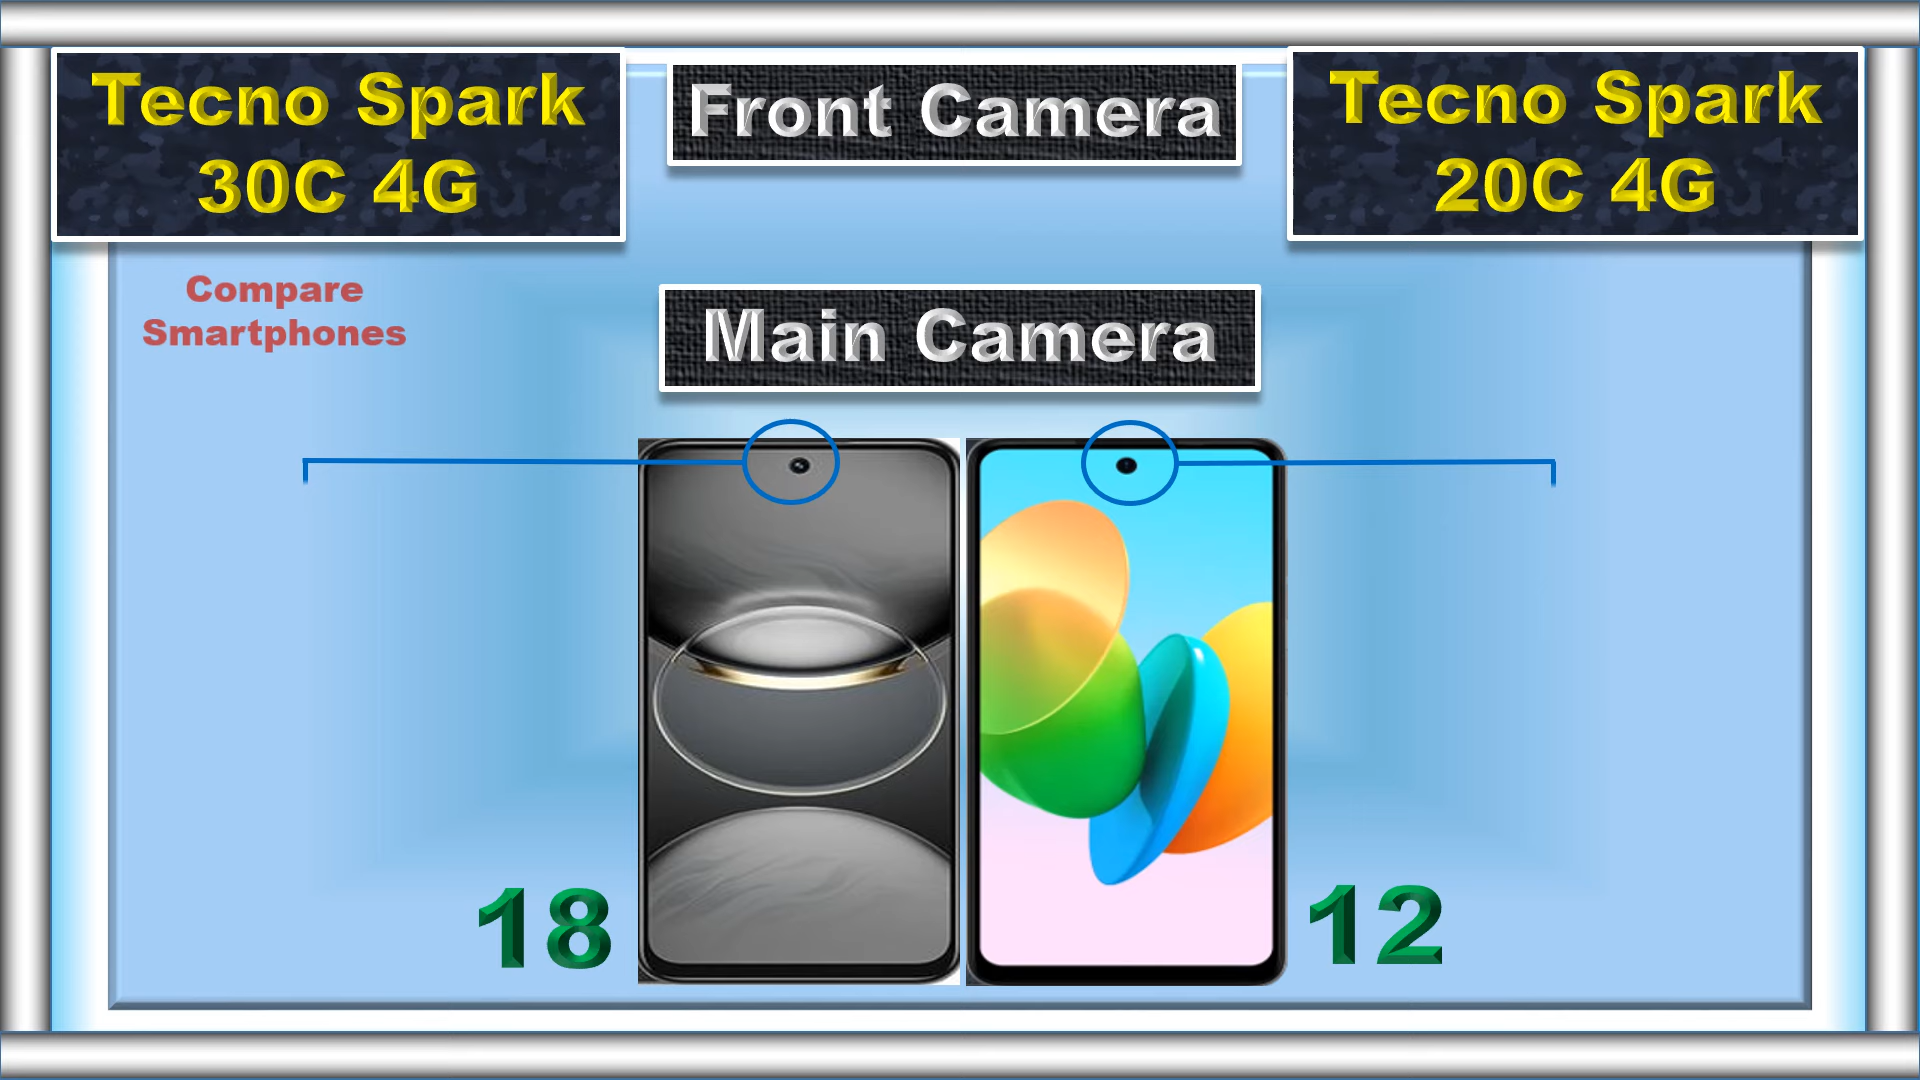 Tecno Spark
30C 4G
Front Camera
Tecno Spark
20C 4G
Compare
Smartphones
Main Camera
18
12